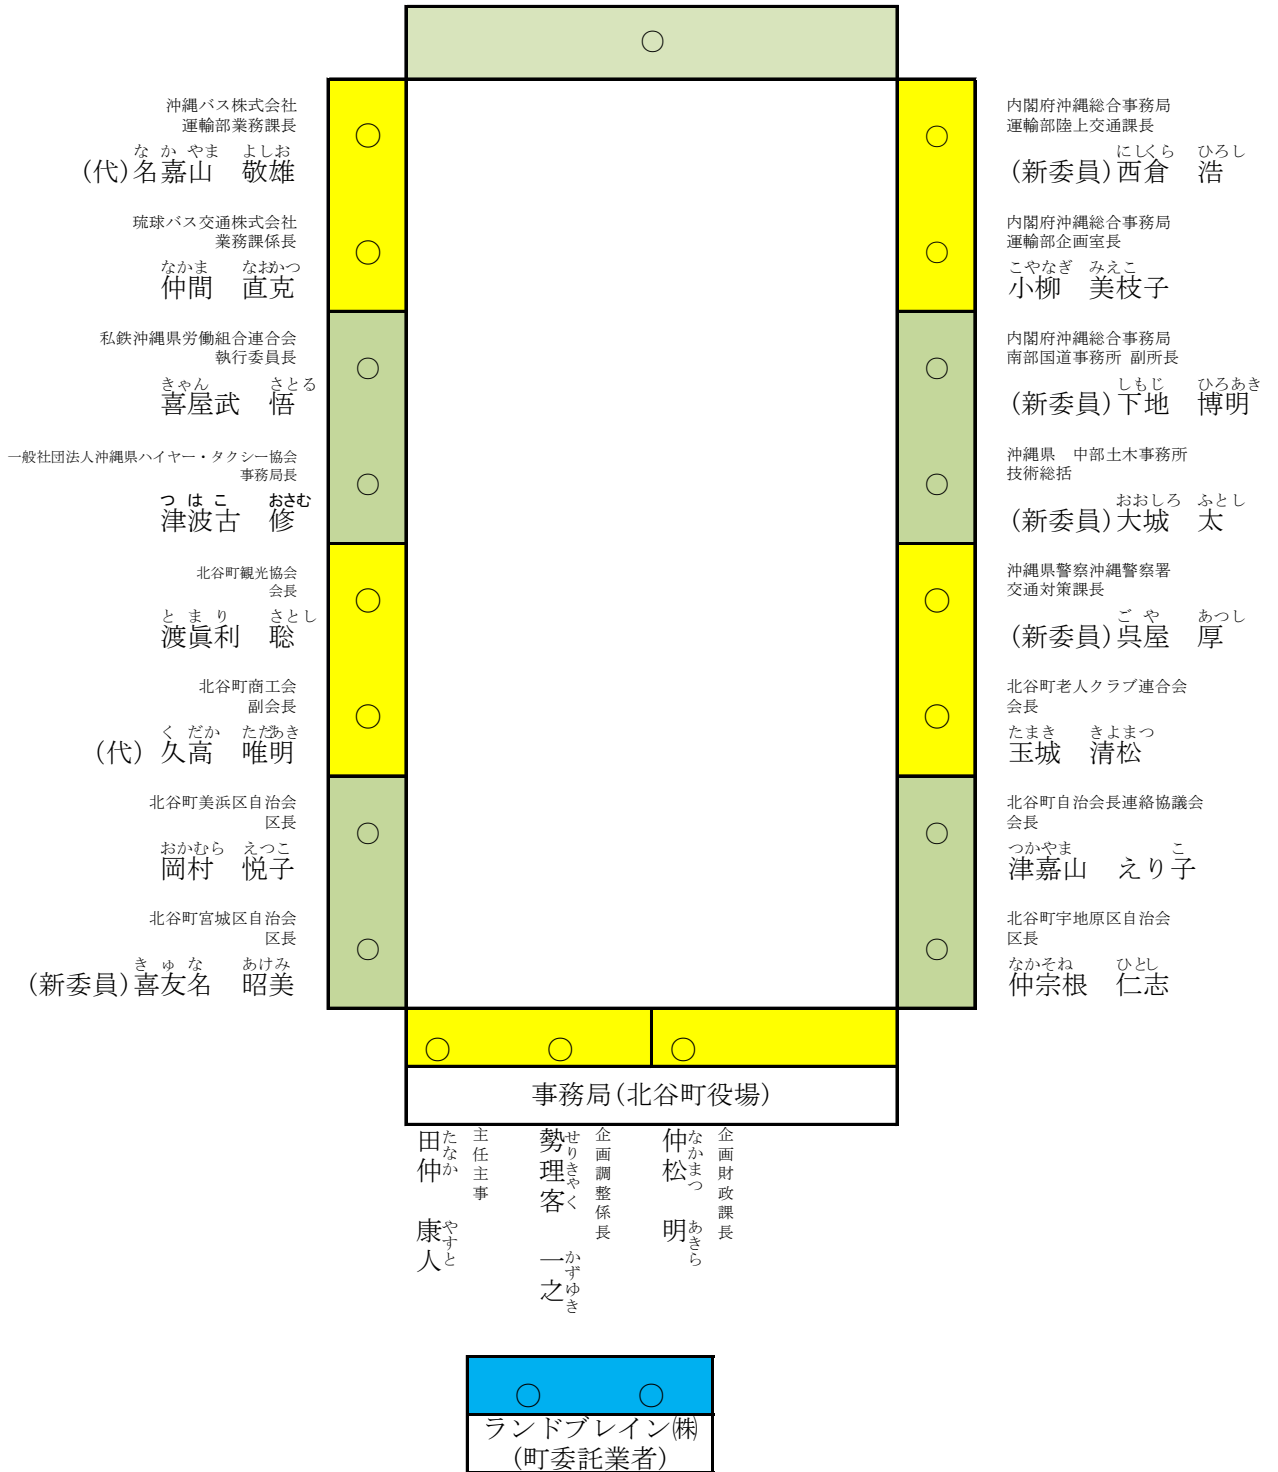 ○
沖縄バス株式会社
運輸部業務課長
なかやま よしお
(代)名嘉山 敬雄
○
琉球バス交通株式会社
業務課係長
なかま なおかつ
仲間 直克
○
私鉄沖縄県労働組合連合会
執行委員長
きゃん さとる
喜屋武 悟
○
一般社団法人沖縄県ハイヤー・タクシー協会
事務局長
つはこ おさむ
津波古 修
○
北谷町観光協会
会長
とまり さとし
渡眞利 聡
○
北谷町商工会
副会長
くだか ただあき
(代) 久高 唯明
○
北谷町美浜区自治会
区長
おかむら えつこ
岡村 悦子
○
北谷町宮城区自治会
区長
きゅな あけみ
(新委員)喜友名 昭美
○
○
内閣府沖縄総合事務局
運輸部陸上交通課長
にしくら ひろし
(新委員)西倉 浩
○
内閣府沖縄総合事務局
運輸部企画室長
こやなぎ みえこ
小柳 美枝子
○
内閣府沖縄総合事務局
南部国道事務所 副所長
しもじ ひろあき
(新委員)下地 博明
○
沖縄県 中部土木事務所
技術総括
おおしろ ふとし
(新委員)大城 太
○
沖縄県警察沖縄警察署
交通対策課長
ごや あつし
(新委員)呉屋 厚
○
北谷町老人クラブ連合会
会長
たまき きよまつ
玉城 清松
○
北谷町自治会長連絡協議会
会長
つかやま こ
津嘉山 えり子
○
北谷町宇地原区自治会
区長
なかそね ひとし
仲宗根 仁志
○ ○ ○
事務局(北谷町役場)
企画財政課長
なかまつ あきら
仲松 明
企画調整係長
せりきゃく かずゆき
勢理客 一之
主任主事
たなか やすと
田仲 康人
○ ○
ランドブレイン㈱
(町委託業者)